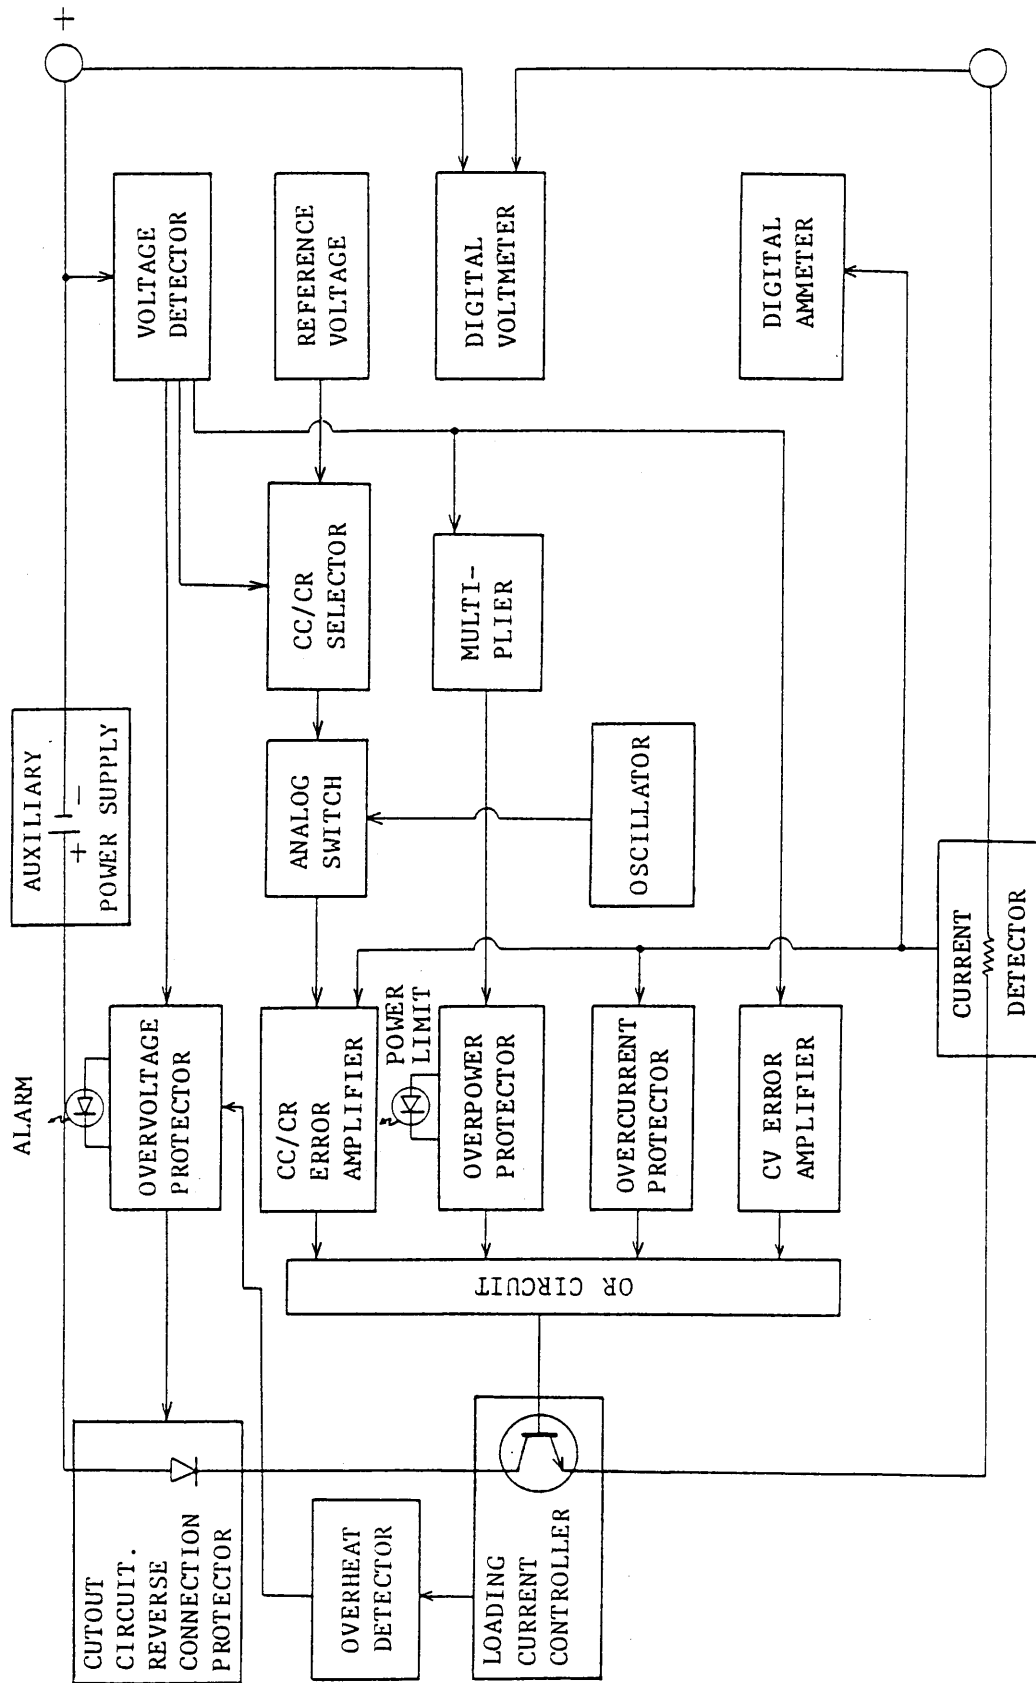 +
AUXILIARY
+ −
POWER SUPPLY
ALARM
CUTOUT
CIRCUIT.
REVERSE
CONNECTION
PROTECTOR
OVERVOLTAGE
PROTECTOR
VOLTAGE
DETECTOR
REFERENCE
VOLTAGE
CC/CR
SELECTOR
ANALOG
SWITCH
CC/CR
ERROR
AMPLIFIER
OVERHEAT
DETECTOR
POWER
LIMIT
DIGITAL
VOLTMETER
MULTI-
PLIER
OVERPOWER
PROTECTOR
OR CIRCUIT
LOADING
CURRENT
CONTROLLER
OSCILLATOR
OVERCURRENT
PROTECTOR
DIGITAL
AMMETER
CV ERROR
AMPLIFIER
CURRENT
DETECTOR